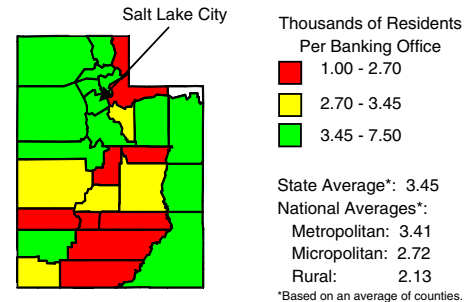 Salt Lake City
Thousands of Residents
Per Banking Office
1.00 - 2.70
2.70 - 3.45
3.45 - 7.50
State Average*: 3.45
National Averages*:
Metropolitan: 3.41
Micropolitan: 2.72
Rural: 2.13
*Based on an average of counties.